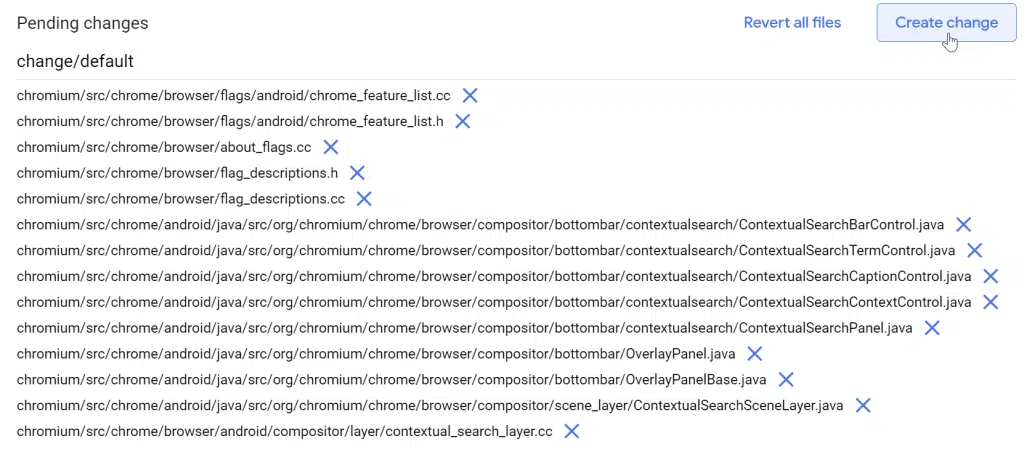 Pending changes
Revert all files
Create change
change/default
chromium/src/chrome/browser/flags/android/chrome_feature_list.cc
chromium/src/chrome/browser/flags/android/chrome_feature_list.h
chromium/src/chrome/browser/about_flags.cc
chromium/src/chrome/browser/flag_descriptions.h
chromium/src/chrome/browser/flag_descriptions.cc
chromium/src/chrome/android/java/src/org/chromium/chrome/browser/compositor/bottombar/contextualsearch/ContextualSearchBarControl.java
chromium/src/chrome/android/java/src/org/chromium/chrome/browser/compositor/bottombar/contextualsearch/ContextualSearchTermControl.java
chromium/src/chrome/android/java/src/org/chromium/chrome/browser/compositor/bottombar/contextualsearch/ContextualSearchCaptionControl.java
chromium/src/chrome/android/java/src/org/chromium/chrome/browser/compositor/bottombar/contextualsearch/ContextualSearchContextControl.java
chromium/src/chrome/android/java/src/org/chromium/chrome/browser/compositor/bottombar/contextualsearch/ContextualSearchPanel.java
chromium/src/chrome/android/java/src/org/chromium/chrome/browser/compositor/bottombar/OverlayPanel.java
chromium/src/chrome/android/java/src/org/chromium/chrome/browser/compositor/bottombar/OverlayPanelBase.java
chromium/src/chrome/android/java/src/org/chromium/chrome/browser/compositor/scene_layer/ContextualSearchSceneLayer.java
chromium/src/chrome/browser/android/compositor/layer/contextual_search_layer.cc